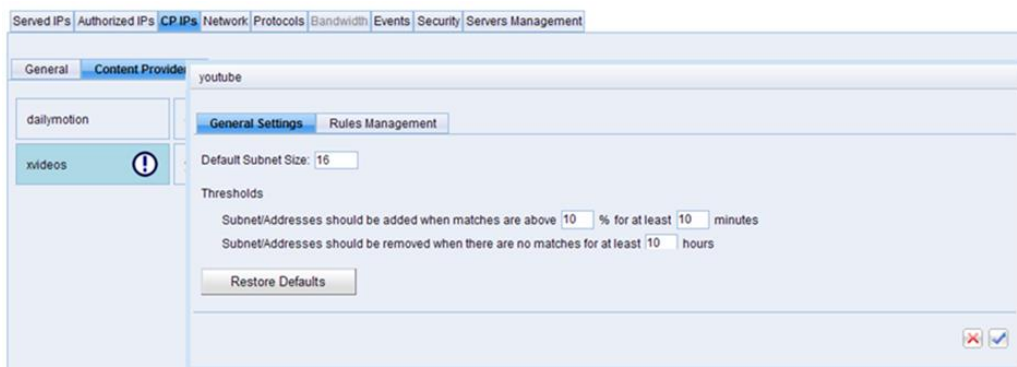 Served IPs Authorized IPs CP IPs Network Protocols Bandwidth Events Security Servers Management
General Content Provide
youtube
dailymotion
xvideos
General Settings Rules Management
Default Subnet Size: 16
Thresholds
Subnet/Addresses should be added when matches are above 10 % for at least 10 minutes
Subnet/Addresses should be removed when there are no matches for at least 10 hours
Restore Defaults